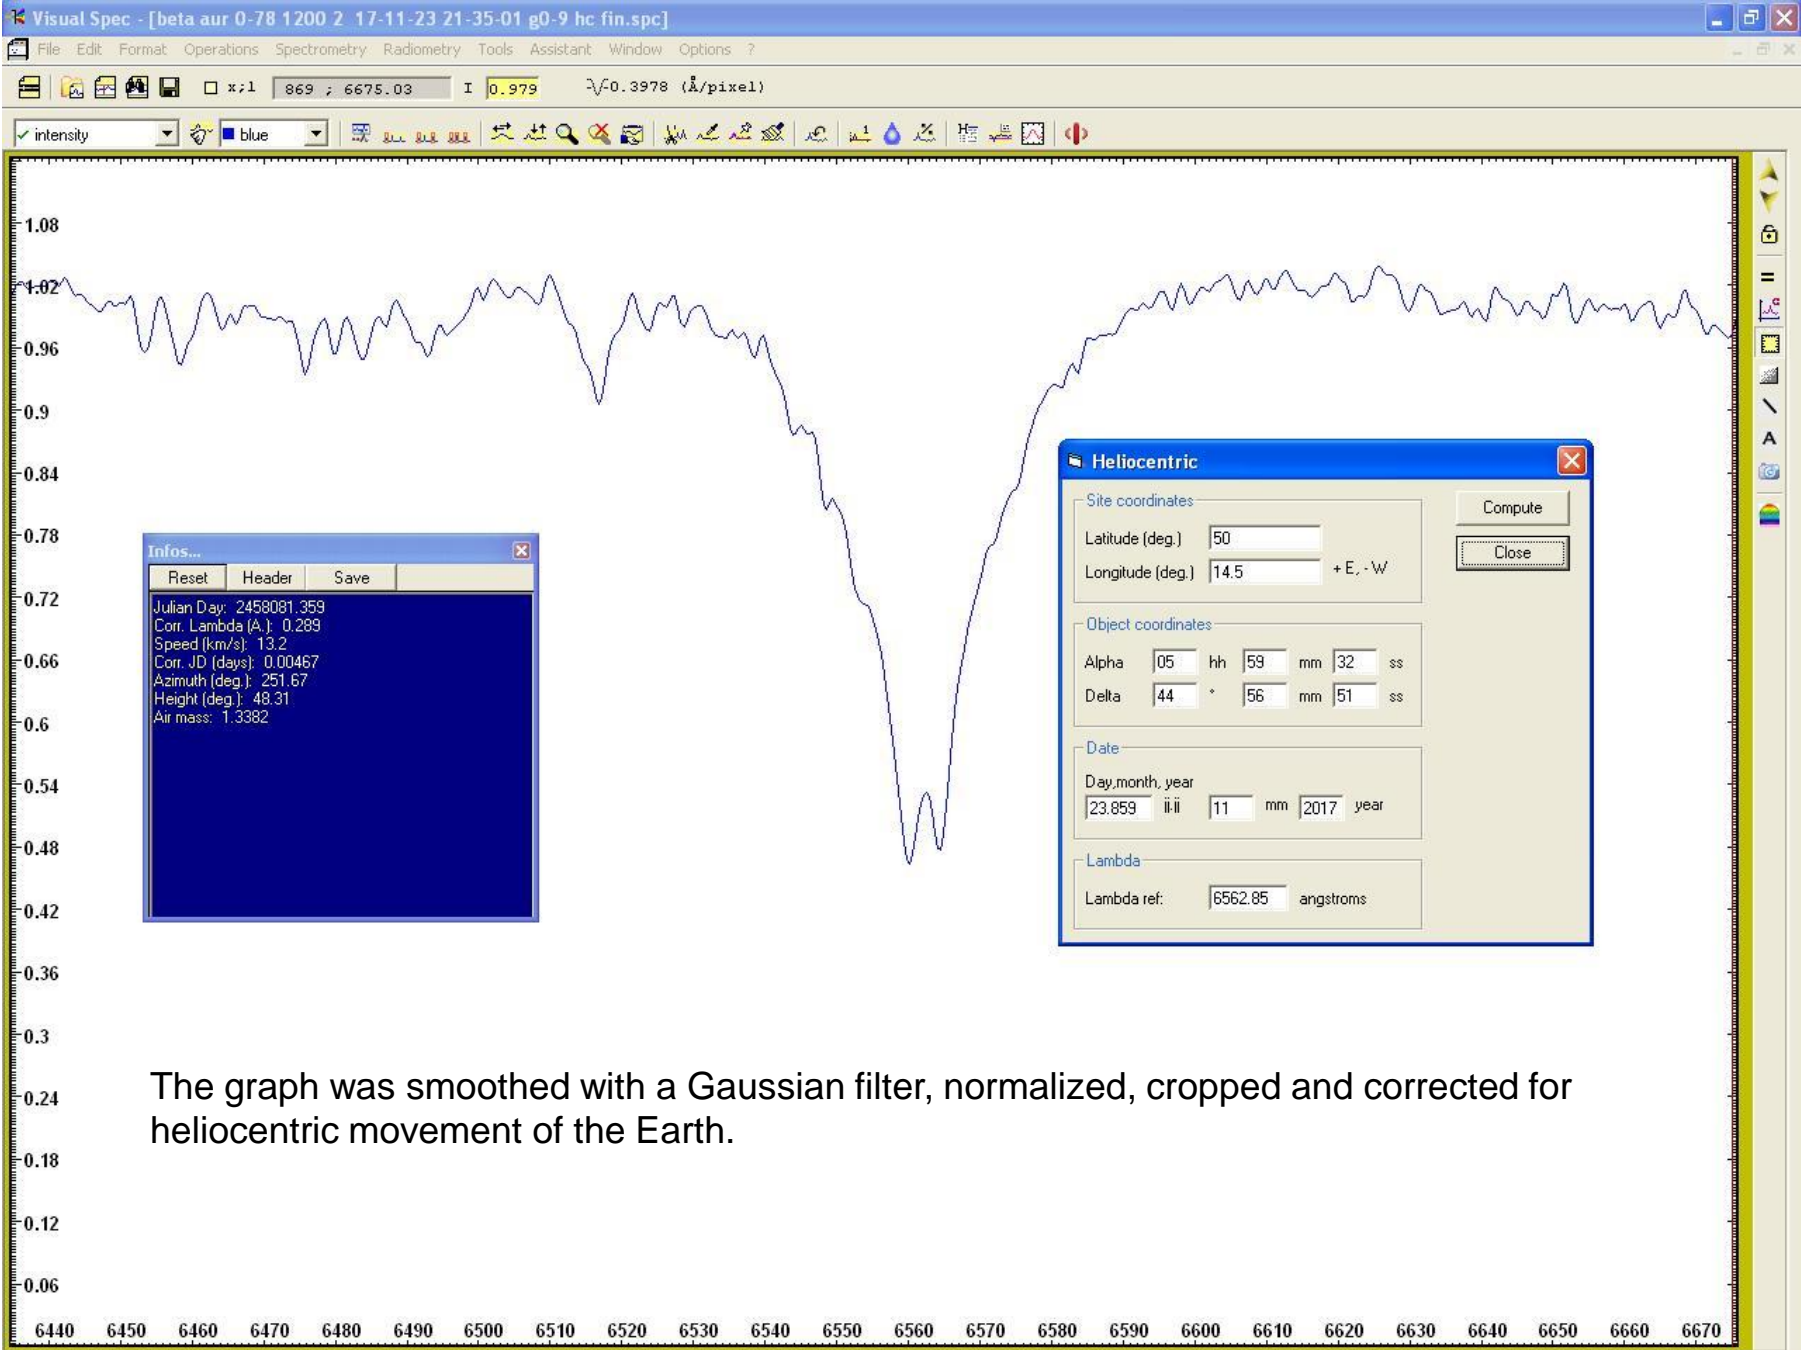 Visual Spec - [beta aur 0-78 1200 2 17-11-23 21-35-01 g0-9 hc fin.spc]
File Edit Format Operations Spectrometry Radiometry Tools Assistant Window Options ?
x;l 869 ; 6675.03 I 0.979 0.3978 (Å/pixel)
intensity blue
1.08
1.02
0.96
0.9
0.84
0.78
0.72
0.66
0.6
0.54
0.48
0.42
0.36
0.3
0.24
0.18
0.12
0.06
Infos...
Reset Header Save
Julian Day: 2458081.359
Corr. Lambda (A.): 0.289
Speed (km/s): 13.2
Corr. JD (days): 0.00467
Azimuth (deg.): 251.67
Height (deg.): 48.31
Air mass: 1.3382
Heliocentric
Site coordinates
Compute
Latitude (deg.) 50
Close
Longitude (deg.) 14.5 + E, - W
Object coordinates
Alpha 05 hh 59 mm 32 ss
Delta 44 ° 56 mm 51 ss
Date
Day,month, year
23.859 jj.jj 11 mm 2017 year
Lambda
Lambda ref: 6562.85 angstroms
The graph was smoothed with a Gaussian filter, normalized, cropped and corrected for
heliocentric movement of the Earth.
6440 6450 6460 6470 6480 6490 6500 6510 6520 6530 6540 6550 6560 6570 6580 6590 6600 6610 6620 6630 6640 6650 6660 6670